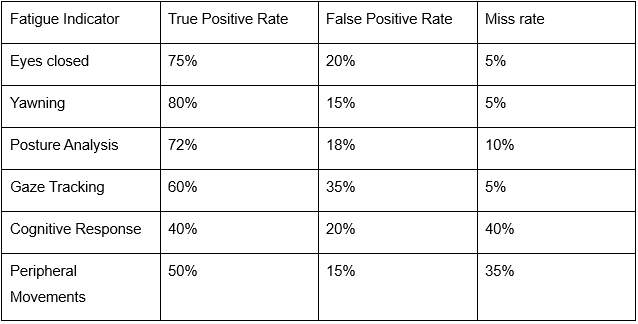 Fatigue Indicator True Positive Rate False Positive Rate Miss rate
Eyes closed 75% 20% 5%
Yawning 80% 15% 5%
Posture Analysis 72% 18% 10%
Gaze Tracking 60% 35% 5%
Cognitive Response 40% 20% 40%
Peripheral 50% 15% 35%
Movements